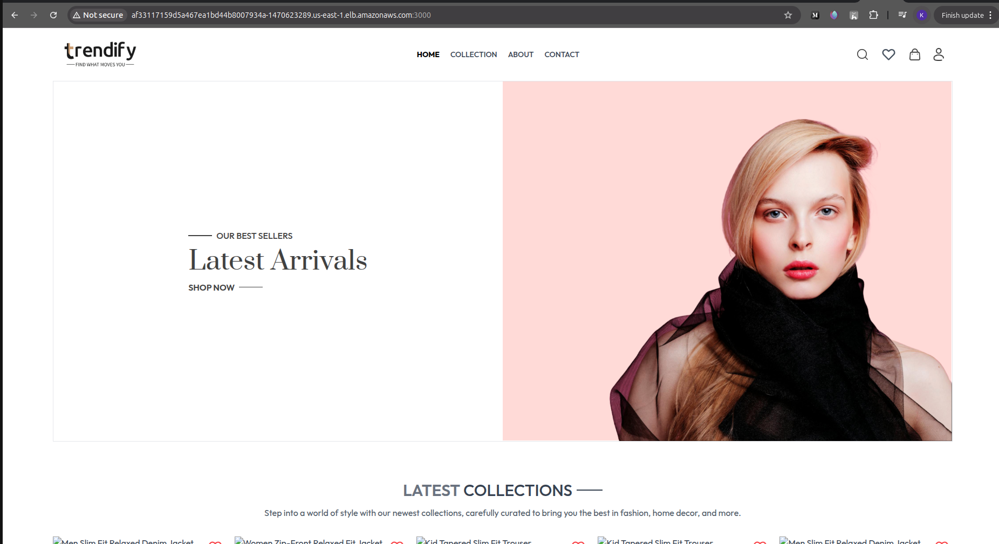 Not secure af33117159d5a467ea1bd44b8007934a-1470623289.us-east-1.elb.amazonaws.com:3000
M
K
Finish update
trendify
FIND WHAT MOVES YOU
HOME COLLECTION ABOUT CONTACT
OUR BEST SELLERS
Latest Arrivals
SHOP NOW
LATEST COLLECTIONS
Step into a world of style with our newest collections, carefully curated to bring you the best in fashion, home decor, and more.
Men Slim Fit Relaxed Denim Jacket
Women Zip-Front Relaxed Fit Jacket
Kid Tapered Slim Fit Trouser
Kid Tapered Slim Fit Trouser
Men Slim Fit Relaxed Denim Jacket